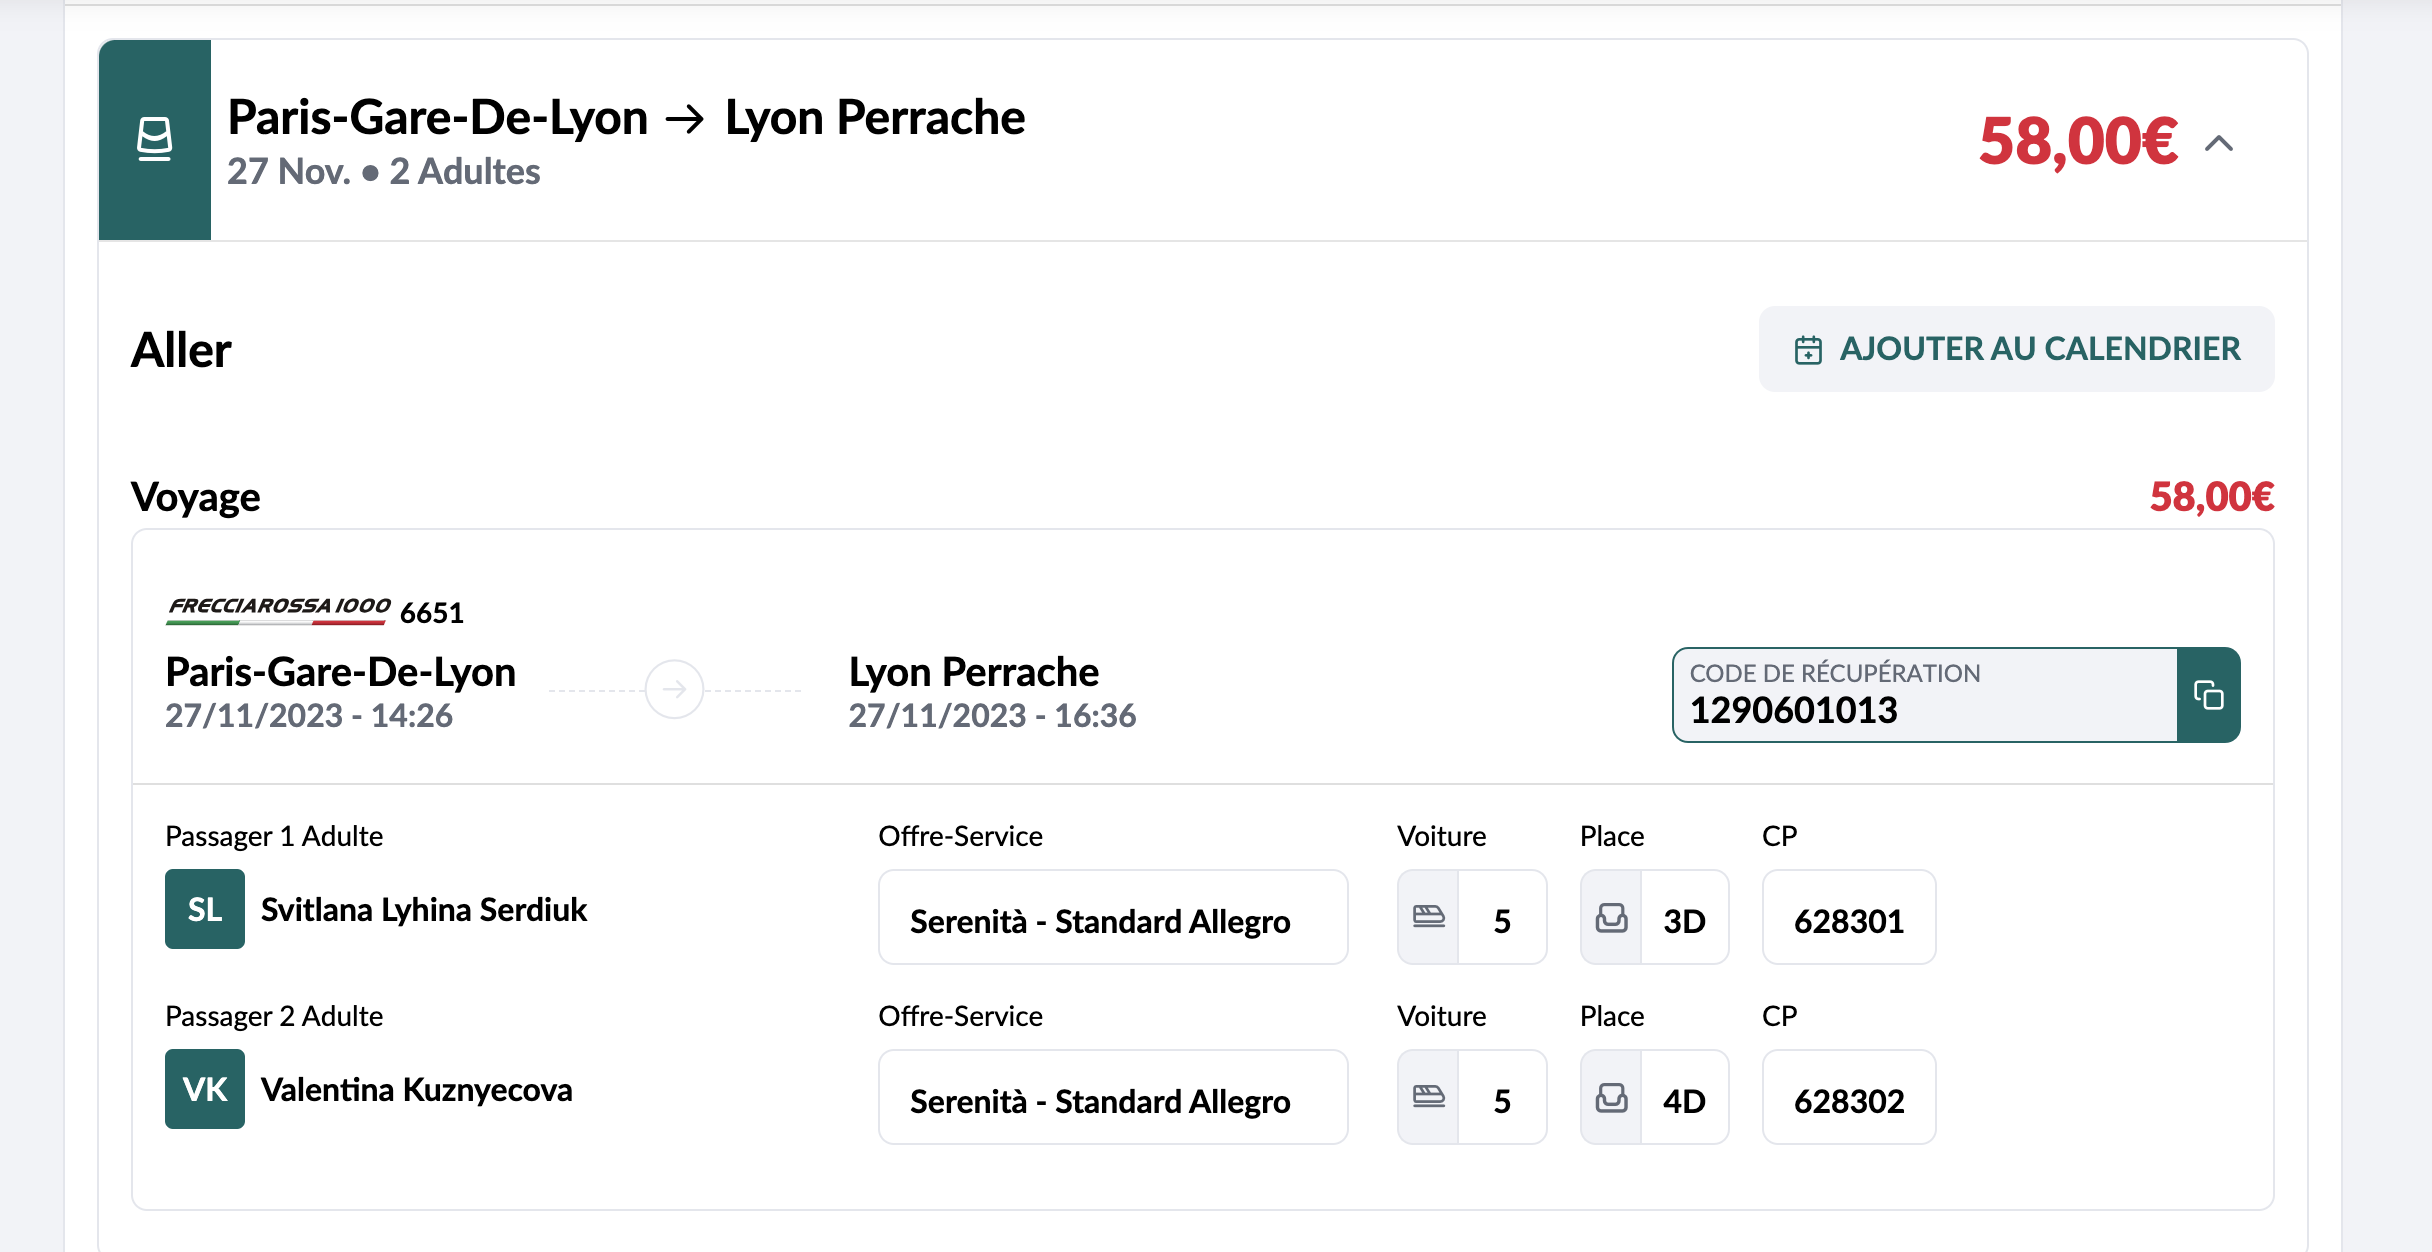 Paris-Gare-De-Lyon → Lyon Perrache
27 Nov. • 2 Adultes
58,00€
Aller
AJOUTER AU CALENDRIER
Voyage
58,00€
FRECCIAROSSA 1000 6651
Paris-Gare-De-Lyon
27/11/2023 - 14:26
Lyon Perrache
27/11/2023 - 16:36
CODE DE RÉCUPÉRATION
1290601013
Passager 1 Adulte
SL
Svitlana Lyhina Serdiuk
Offre-Service
Serenità - Standard Allegro
Voiture
5
Place
3D
CP
628301
Passager 2 Adulte
VK
Valentina Kuznyecova
Offre-Service
Serenità - Standard Allegro
Voiture
5
Place
4D
CP
628302